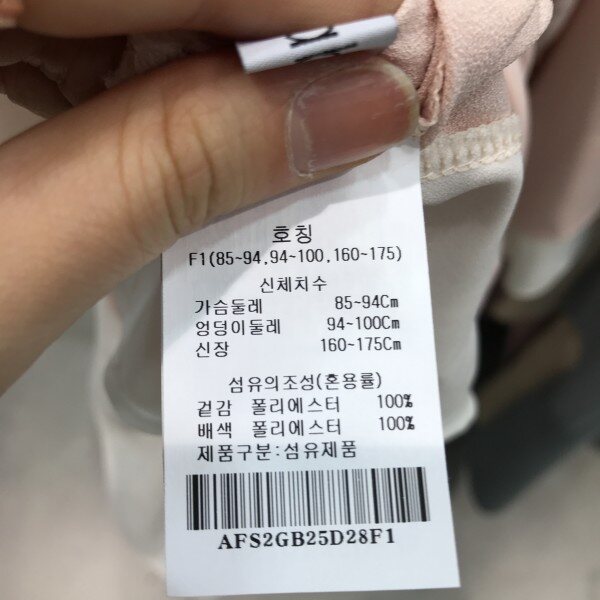 호칭
F1(85~94,94~100,160~175)
신체치수
가슴둘레 85~94Cm
엉덩이둘레 94~100Cm
신장 160~175Cm
섬유의조성(혼용률)
겉감 폴리에스터 100%
배색 폴리에스터 100%
제품구분:섬유제품
AFS2GB25D28F1